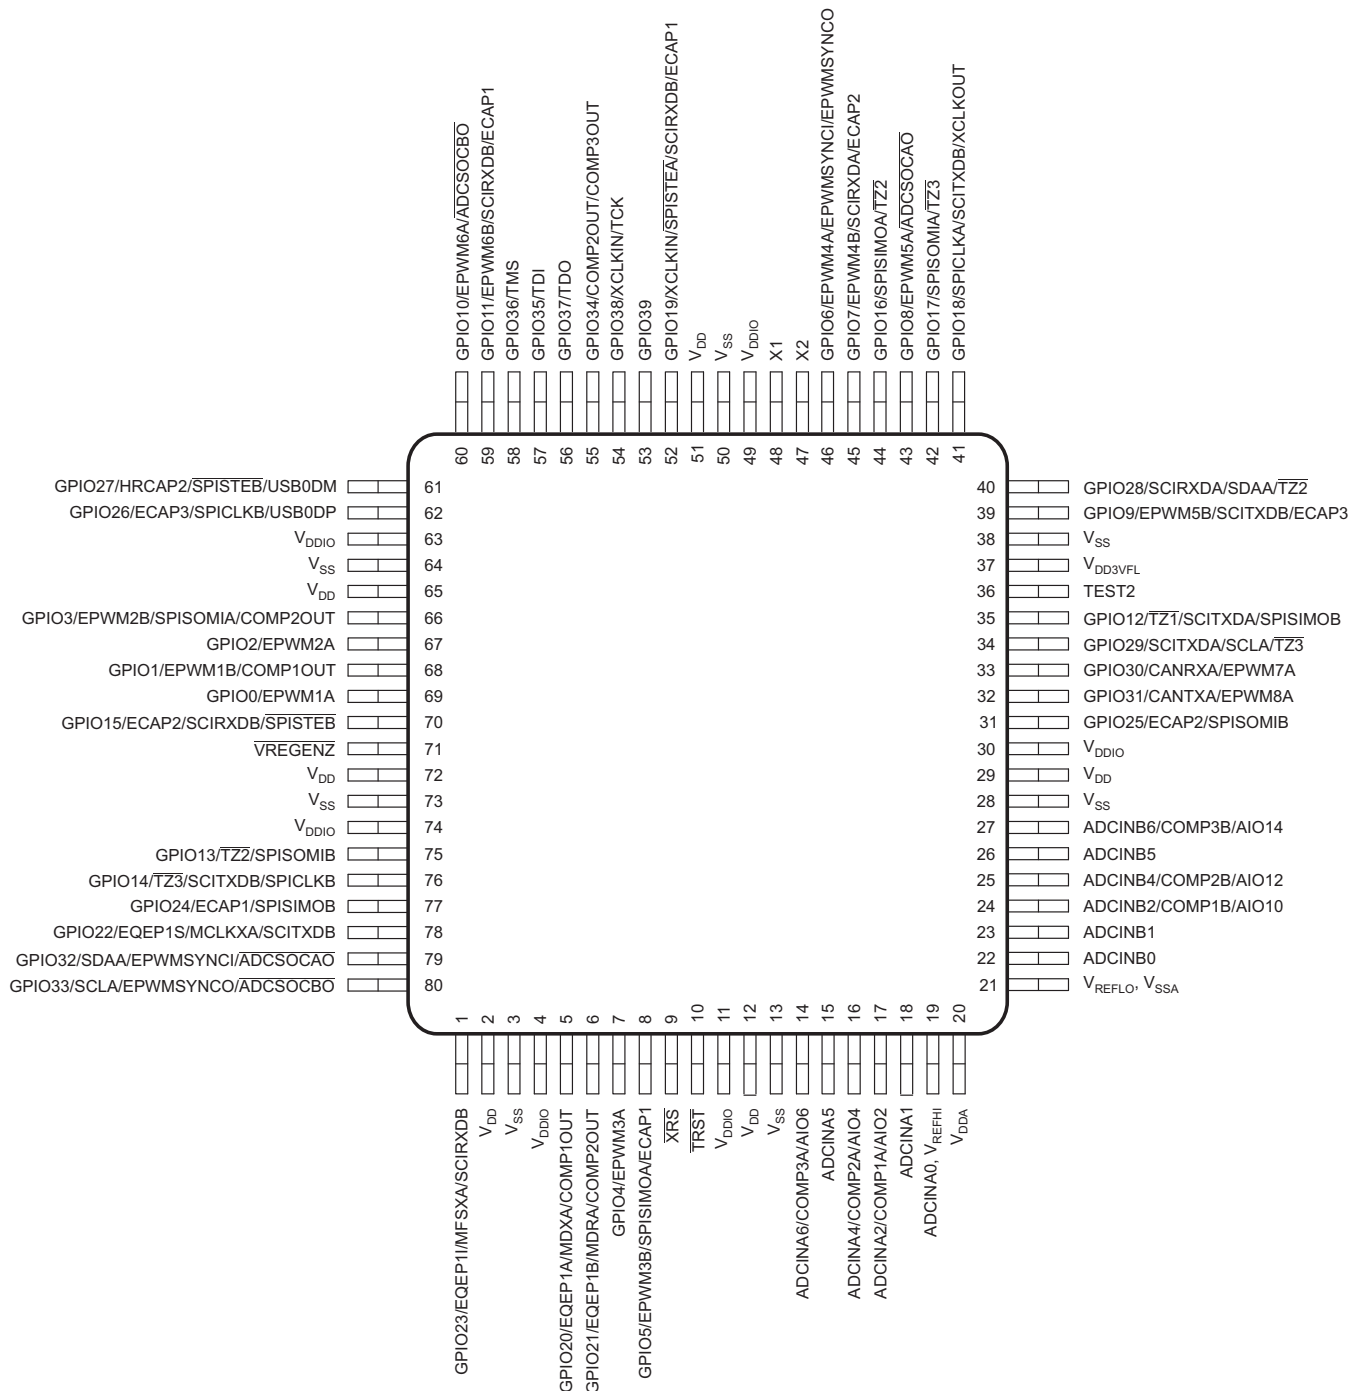 GPIO10/EPWM6A/ADCSOCBO
GPIO11/EPWM6B/SCIRXDB/ECAP1
GPIO36/TMS
GPIO35/TDI
GPIO37/TDO
GPIO34/COMP2OUT/COMP3OUT
GPIO38/XCLKIN/TCK
GPIO39
GPIO19/XCLKIN/SPISTEA/SCIRXDB/ECAP1
VDD
VSS
VDDIO
X1
X2
GPIO6/EPWM4A/EPWMSYNCI/EPWMSYNCO
GPIO7/EPWM4B/SCIRXDA/ECAP2
GPIO16/SPISIMOA/TZ2
GPIO8/EPWM5A/ADCSOCAO
GPIO17/SPISOMIA/TZ3
GPIO18/SPICLKA/SCITXDB/XCLKOUT
60 59 58 57 56 55 54 53 52 51 50 49 48 47 46 45 44 43 42 41
GPIO27/HRCAP2/SPISTEB/USB0DM 61
GPIO26/ECAP3/SPICLKB/USB0DP 62
VDDIO 63
VSS 64
VDD 65
GPIO3/EPWM2B/SPISOMIA/COMP2OUT 66
GPIO2/EPWM2A 67
GPIO1/EPWM1B/COMP1OUT 68
GPIO0/EPWM1A 69
GPIO15/ECAP2/SCIRXDB/SPISTEB 70
VREGENZ 71
VDD 72
VSS 73
VDDIO 74
GPIO13/TZ2/SPISOMIB 75
GPIO14/TZ3/SCITXDB/SPICLKB 76
GPIO24/ECAP1/SPISIMOB 77
GPIO22/EQEP1S/MCLKXA/SCITXDB 78
GPIO32/SDAA/EPWMSYNCI/ADCSOCAO 79
GPIO33/SCLA/EPWMSYNCO/ADCSOCBO 80
40 GPIO28/SCIRXDA/SDAA/TZ2
39 GPIO9/EPWM5B/SCITXDB/ECAP3
38 VSS
37 VDD3VFL
36 TEST2
35 GPIO12/TZ1/SCITXDA/SPISIMOB
34 GPIO29/SCITXDA/SCLA/TZ3
33 GPIO30/CANRXA/EPWM7A
32 GPIO31/CANTXA/EPWM8A
31 GPIO25/ECAP2/SPISOMIB
30 VDDIO
29 VDD
28 VSS
27 ADCINB6/COMP3B/AIO14
26 ADCINB5
25 ADCINB4/COMP2B/AIO12
24 ADCINB2/COMP1B/AIO10
23 ADCINB1
22 ADCINB0
21 VREFLO, VSSA
1 2 3 4 5 6 7 8 9 10 11 12 13 14 15 16 17 18 19 20
GPIO23/EQEP1I/MFSXA/SCIRXDB
VDD
VSS
VDDIO
GPIO20/EQEP1A/MDXA/COMP1OUT
GPIO21/EQEP1B/MDRA/COMP2OUT
GPIO4/EPWM3A
GPIO5/EPWM3B/SPISIMOA/ECAP1
XRS
TRST
VDDIO
VDD
VSS
ADCINA6/COMP3A/AIO6
ADCINA5
ADCINA4/COMP2A/AIO4
ADCINA2/COMP1A/AIO2
ADCINA1
ADCINA0, VREFHI
VDDA